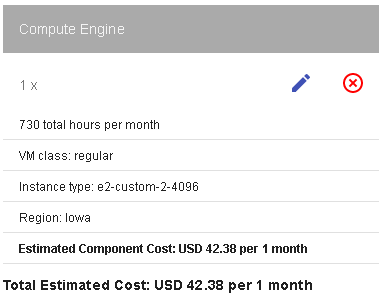 Compute Engine
1 x
730 total hours per month
VM class: regular
Instance type: e2-custom-2-4096
Region: Iowa
Estimated Component Cost: USD 42.38 per 1 month
Total Estimated Cost: USD 42.38 per 1 month